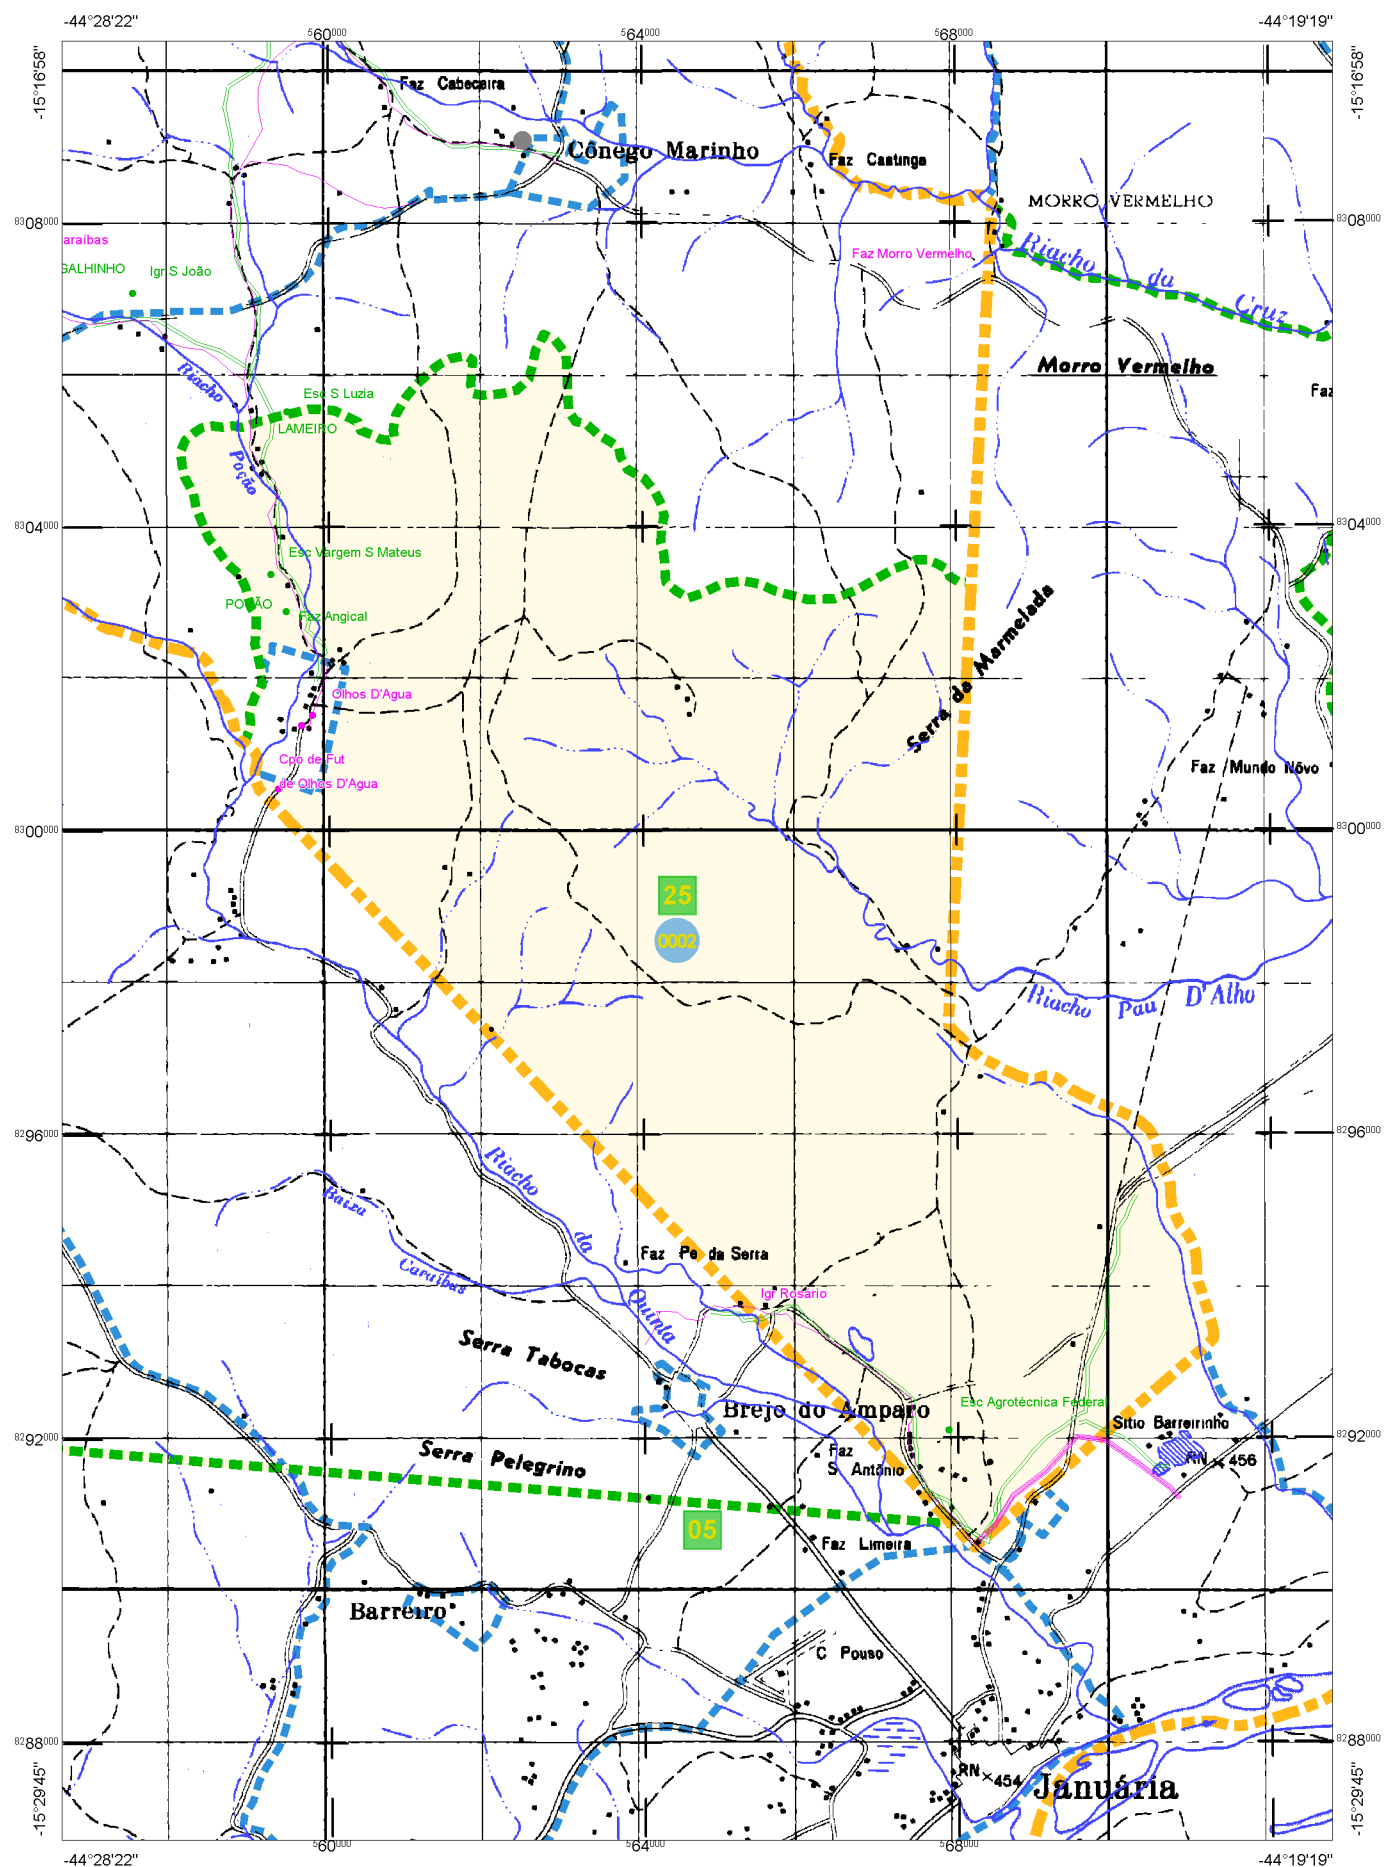 -44°28'22"
-44°19'19"
560000
564000
568000
-15°16'58"
-15°16'58"
Faz Cabeceira
Cônego Marinho
Faz Caatinga
MORRO VERMELHO
8308000
8308000
araíbas
GALHINHO
Igr S João
Faz Morro Vermelho
Riacho da Cruz
Riacho Poção
Morro Vermelho
Faz
Esc S Luzia
LAMEIRO
8304000
8304000
Esc Vargem S Mateus
POÇÃO
Faz Angical
Serra da Marmelada
Olhos D'Agua
Cpo de Fut
de Olhos D'Agua
Faz Mundo Nôvo
8300000
8300000
25
0002
Riacho Pau D'Alho
8296000
8296000
Riacho da Quinta
Baixa Caraíbas
Faz Pe da Serra
Igr Rosário
Serra Tabocas
Brejo do Amparo
Esc Agrotécnica Federal
Sitio Barreirinho
8292000
8292000
Serra Pelegrino
Faz
S Antônio
RN × 456
05
Faz Limeira
Barreiro
C Pouso
8288000
8288000
RN × 454
Januária
-15°29'45"
-15°29'45"
560000
564000
568000
-44°28'22"
-44°19'19"